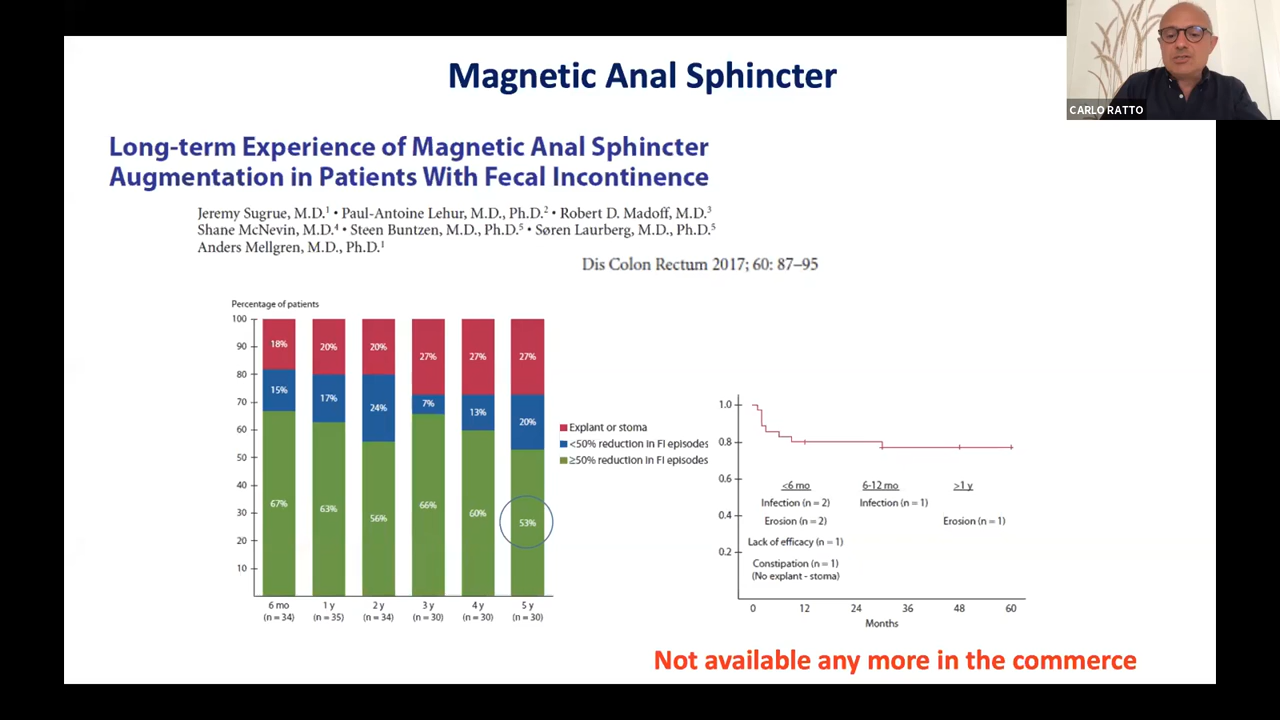 CARLO RATTO
Magnetic Anal Sphincter
Long-term Experience of Magnetic Anal Sphincter
Augmentation in Patients With Fecal Incontinence
Jeremy Sugrue, M.D.¹ • Paul-Antoine Lehur, M.D., Ph.D.² • Robert D. Madoff, M.D.³
Shane McNevin, M.D.⁴ • Steen Buntzen, M.D., Ph.D.⁵ • Søren Laurberg, M.D., Ph.D.⁵
Anders Mellgren, M.D., Ph.D.¹
Dis Colon Rectum 2017; 60: 87–95
Percentage of patients
100
90
80
70
60
50
40
30
20
10
18% 20% 20% 27% 27% 27%
15% 17% 24% 7% 13% 20%
67% 63% 56% 66% 60% 53%
6 mo 1 y 2 y 3 y 4 y 5 y
(n = 34) (n = 35) (n = 34) (n = 30) (n = 30) (n = 30)
Explant or stoma
<50% reduction in FI episodes
≥50% reduction in FI episodes
1.0
0.8
0.6
0.4
0.2
<6 mo 6-12 mo >1 y
Infection (n = 2) Infection (n = 1)
Erosion (n = 2) Erosion (n = 1)
Lack of efficacy (n = 1)
Constipation (n = 1)
(No explant - stoma)
0 12 24 36 48 60
Months
Not available any more in the commerce